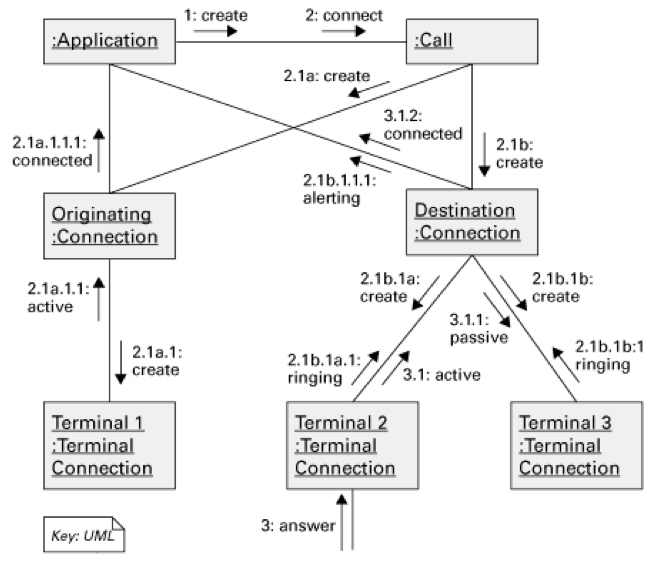 1: create
2: connect
:Application
:Call
2.1a: create
3.1.2:
connected
2.1a.1.1.1:
connected
2.1b:
create
2.1b.1.1.1:
alerting
Originating
:Connection
Destination
:Connection
2.1a.1.1:
active
2.1b.1a:
create
2.1b.1b:
create
3.1.1:
passive
2.1a.1:
create
2.1b.1a.1:
ringing
3.1: active
2.1b.1b:1
ringing
Terminal 1
:Terminal
Connection
Terminal 2
:Terminal
Connection
Terminal 3
:Terminal
Connection
Key: UML
3: answer